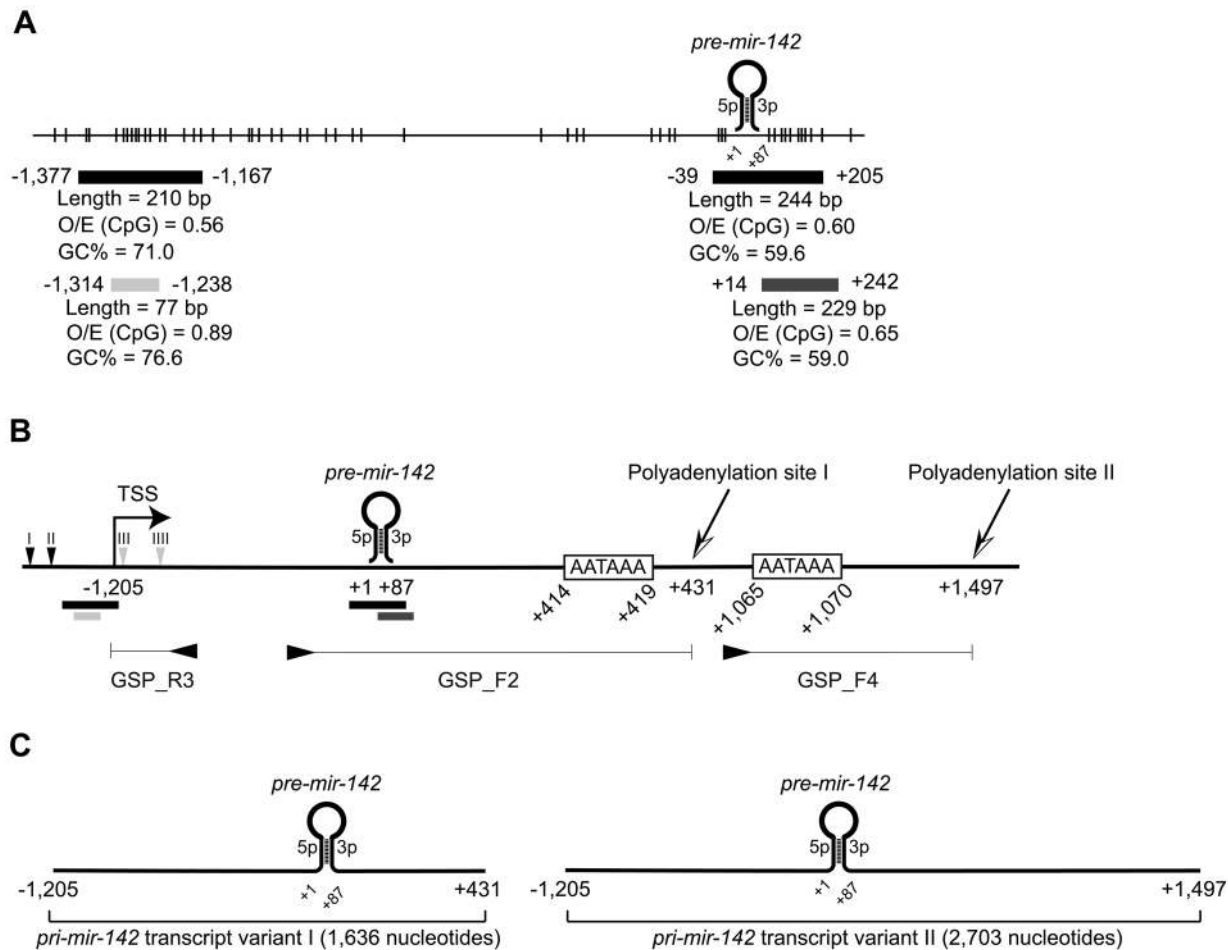 A
pre-mir-142
5p 3p
+1 +87
-1,377 -1,167
Length = 210 bp
O/E (CpG) = 0.56
GC% = 71.0
-1,314 -1,238
Length = 77 bp
O/E (CpG) = 0.89
GC% = 76.6
-39 +205
Length = 244 bp
O/E (CpG) = 0.60
GC% = 59.6
+14 +242
Length = 229 bp
O/E (CpG) = 0.65
GC% = 59.0
B
pre-mir-142 Polyadenylation site I Polyadenylation site II
TSS
I II III IIII
5p 3p
AATAAA AATAAA
-1,205 +1 +87 +414 +419 +431 +1,065 +1,070 +1,497
GSP_R3 GSP_F2 GSP_F4
C
pre-mir-142 pre-mir-142
5p 3p 5p 3p
-1,205 +1 +87 +431 -1,205 +1 +87 +1,497
pri-mir-142 transcript variant I (1,636 nucleotides) pri-mir-142 transcript variant II (2,703 nucleotides)